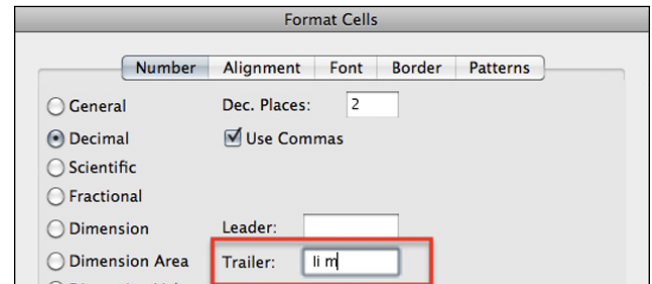 Format Cells
Number Alignment Font Border Patterns
General Dec. Places: 2
Decimal Use Commas
Scientific
Fractional
Dimension Leader:
Dimension Area Trailer: li m